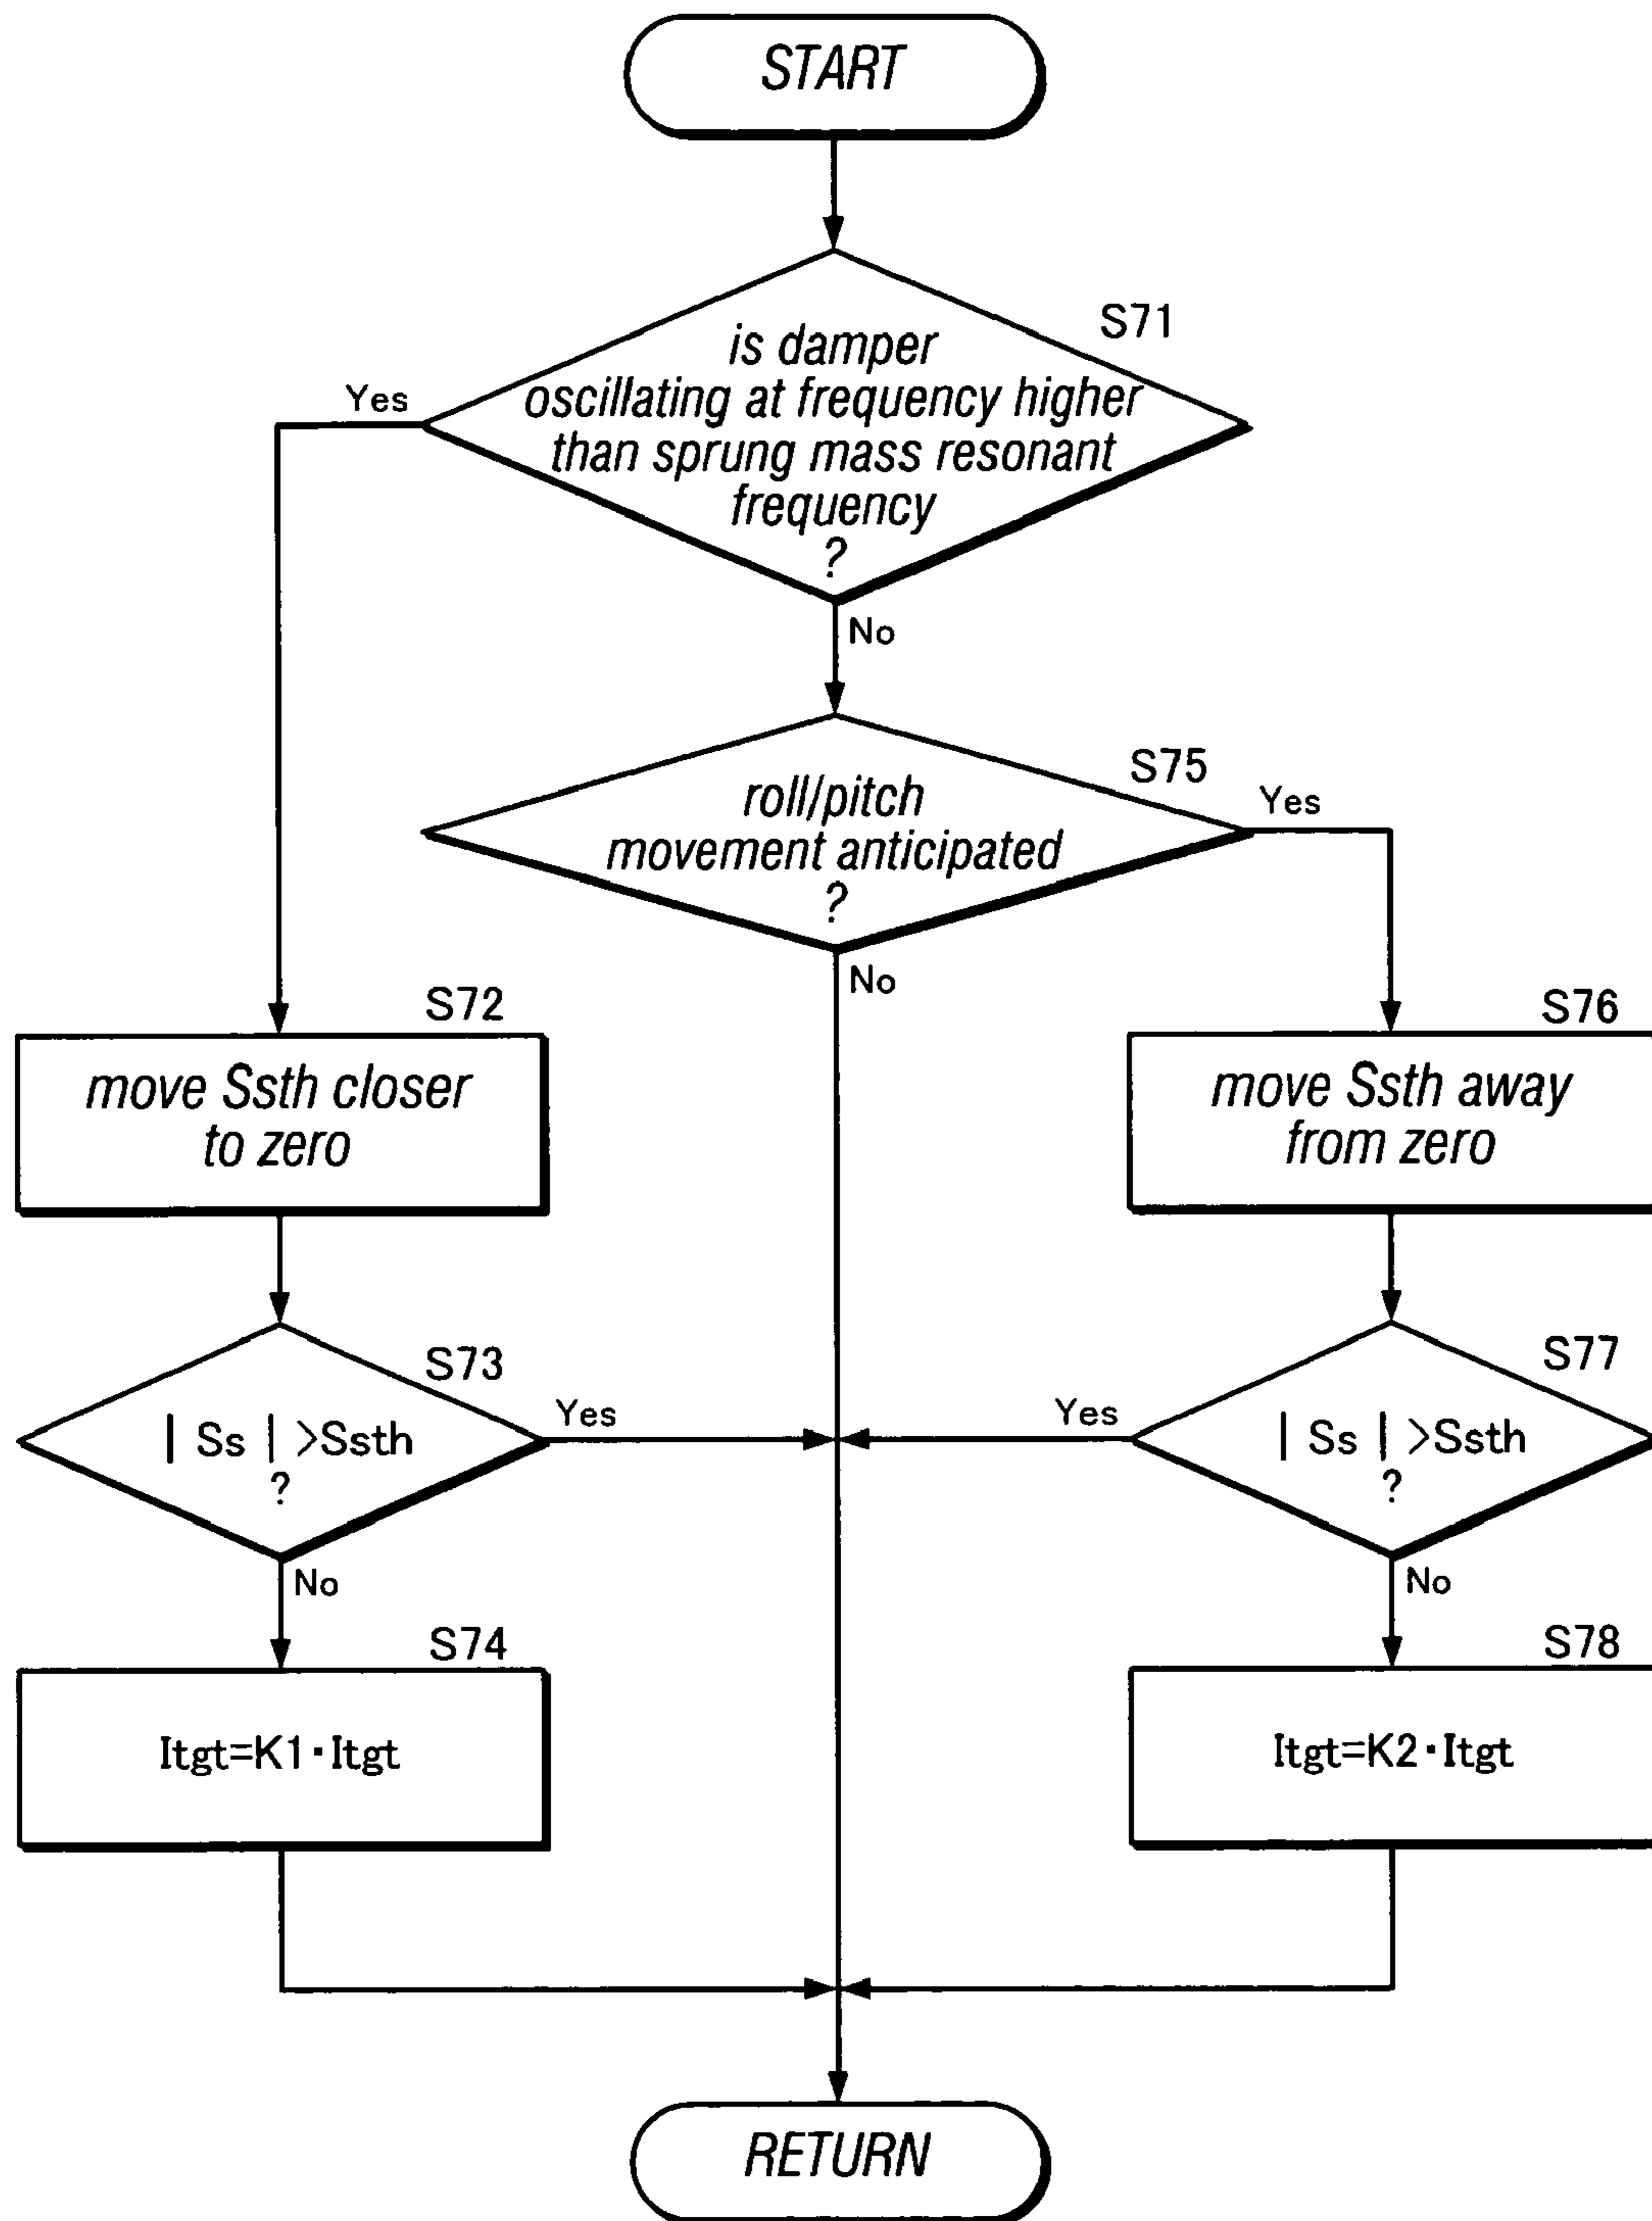 START
S71
is damper
oscillating at frequency higher
than sprung mass resonant
frequency
?
Yes
No
S75
roll/pitch
movement anticipated
?
Yes
No
S72
move Ssth closer
to zero
S76
move Ssth away
from zero
S73
| Ss | >Ssth
?
Yes
No
S77
| Ss | >Ssth
?
Yes
No
S74
Itgt=K1·Itgt
S78
Itgt=K2·Itgt
RETURN